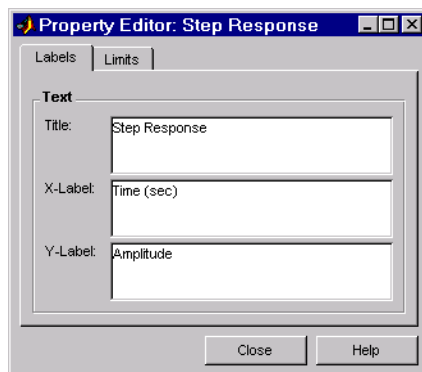 Property Editor: Step Response
Labels
Limits
Text
Title:
Step Response
X-Label:
Time (sec)
Y-Label:
Amplitude
Close
Help